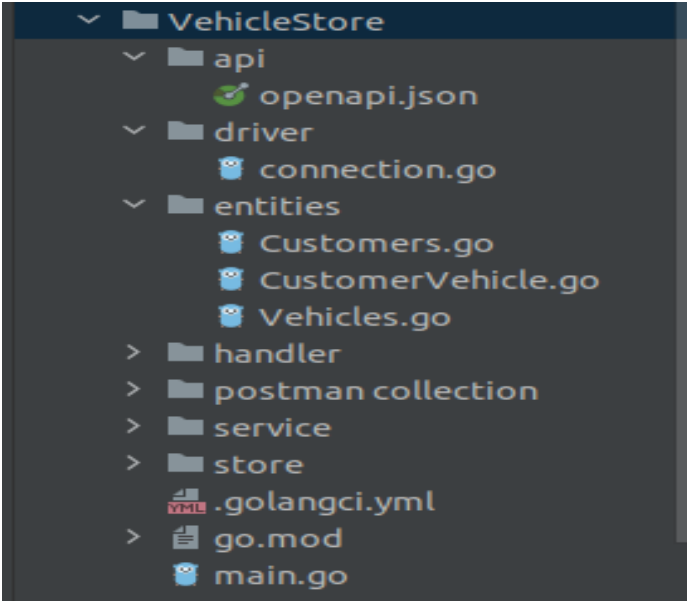 VehicleStore
api
openapi.json
driver
connection.go
entities
Customers.go
CustomerVehicle.go
Vehicles.go
handler
postman collection
service
store
YML .golangci.yml
go.mod
main.go